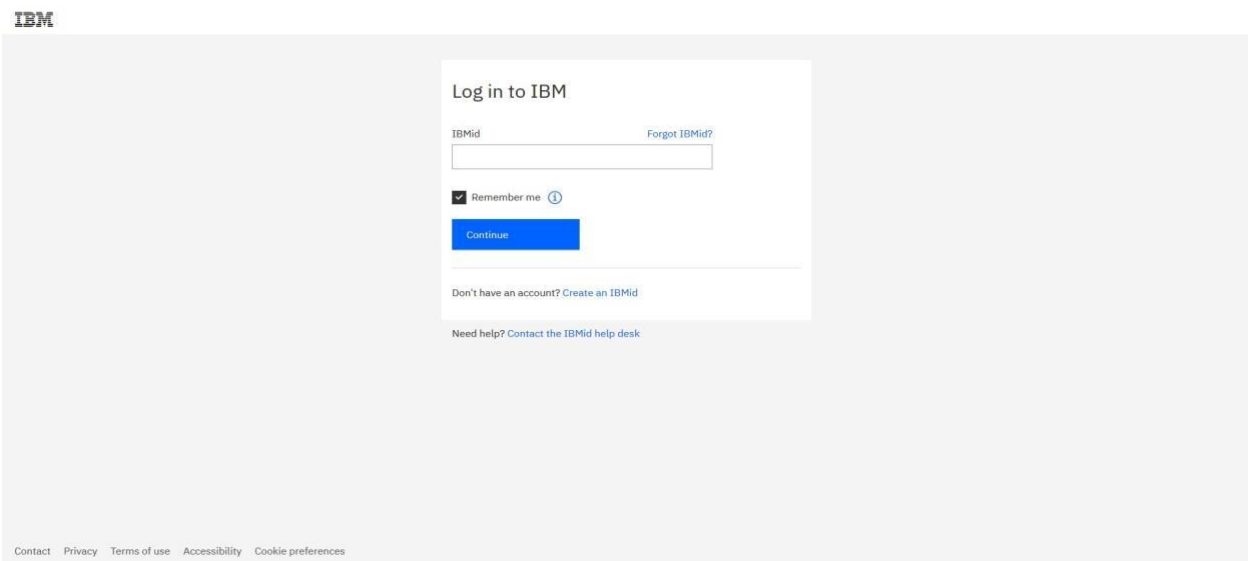 IBM
Log in to IBM
IBMid Forgot IBMid?
Remember me
Continue
Don't have an account? Create an IBMid
Need help? Contact the IBMid help desk
Contact Privacy Terms of use Accessibility Cookie preferences